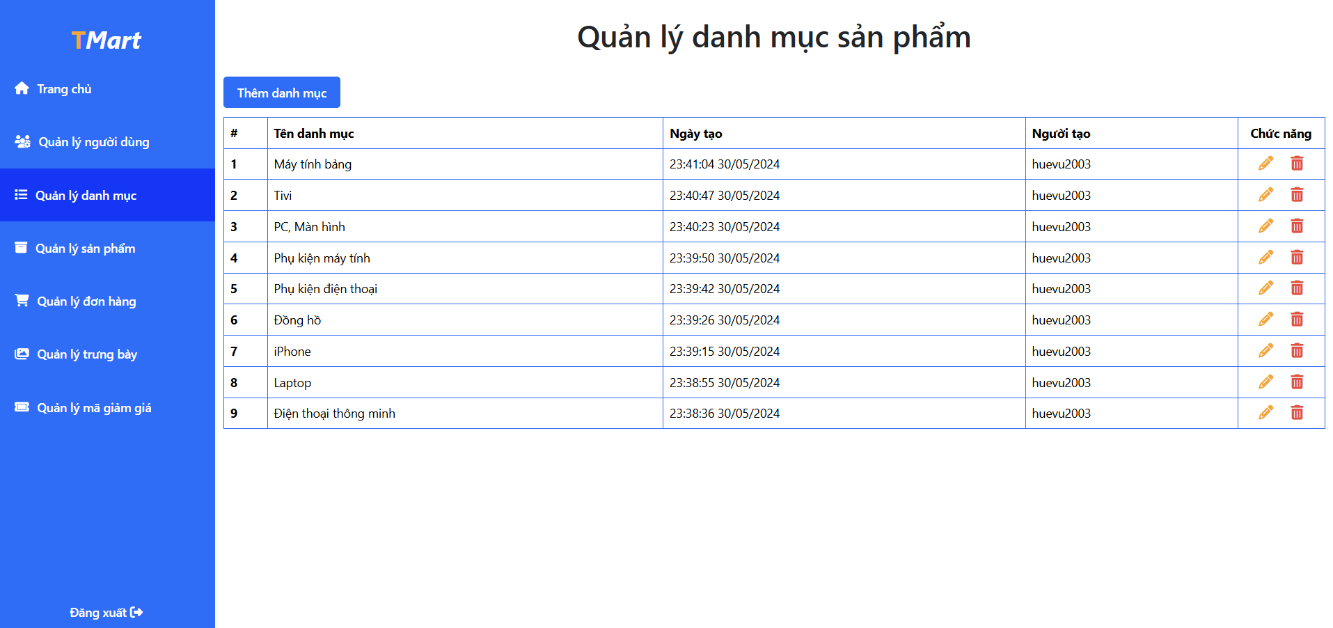 TMart
Trang chủ
Quản lý người dùng
Quản lý danh mục
Quản lý sản phẩm
Quản lý đơn hàng
Quản lý trưng bày
Quản lý mã giảm giá
Đăng xuất
Quản lý danh mục sản phẩm
Thêm danh mục
# Tên danh mục Ngày tạo Người tạo Chức năng
1 Máy tính bảng 23:41:04 30/05/2024 huevu2003
2 Tivi 23:40:47 30/05/2024 huevu2003
3 PC, Màn hình 23:40:23 30/05/2024 huevu2003
4 Phụ kiện máy tính 23:39:50 30/05/2024 huevu2003
5 Phụ kiện điện thoại 23:39:42 30/05/2024 huevu2003
6 Đồng hồ 23:39:26 30/05/2024 huevu2003
7 iPhone 23:39:15 30/05/2024 huevu2003
8 Laptop 23:38:55 30/05/2024 huevu2003
9 Điện thoại thông minh 23:38:36 30/05/2024 huevu2003